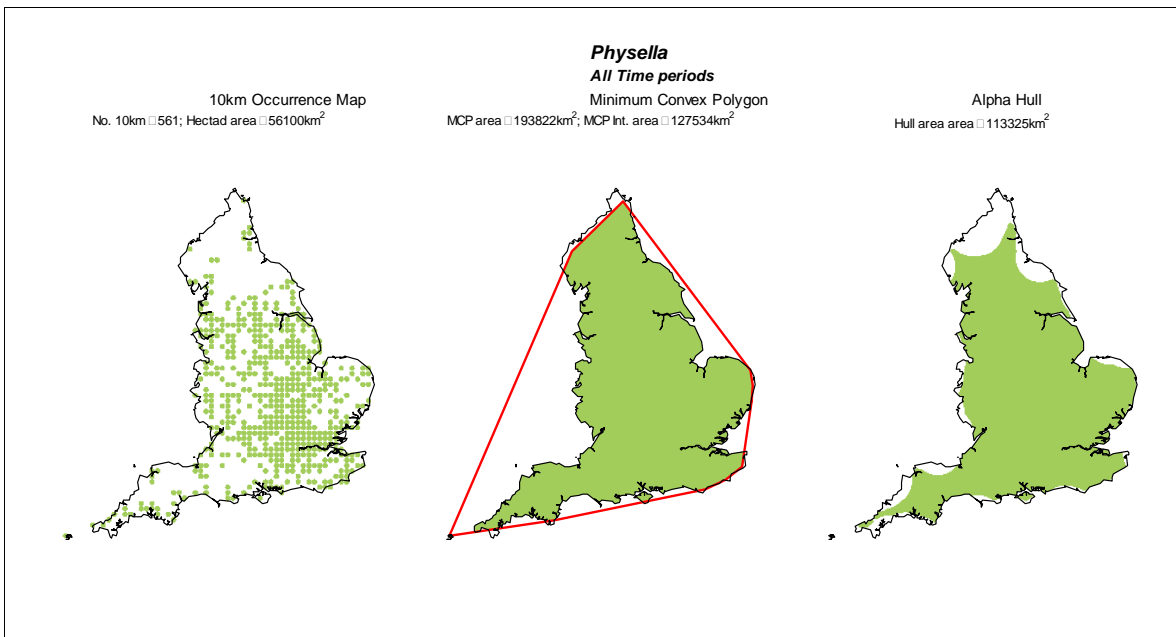 Physella
All Time periods
10km Occurrence Map
No. 10km □ 561; Hectad area □ 56100km²
Minimum Convex Polygon
MCP area □ 193822km²; MCP Int. area □ 127534km²
Alpha Hull
Hull area area □ 113325km²